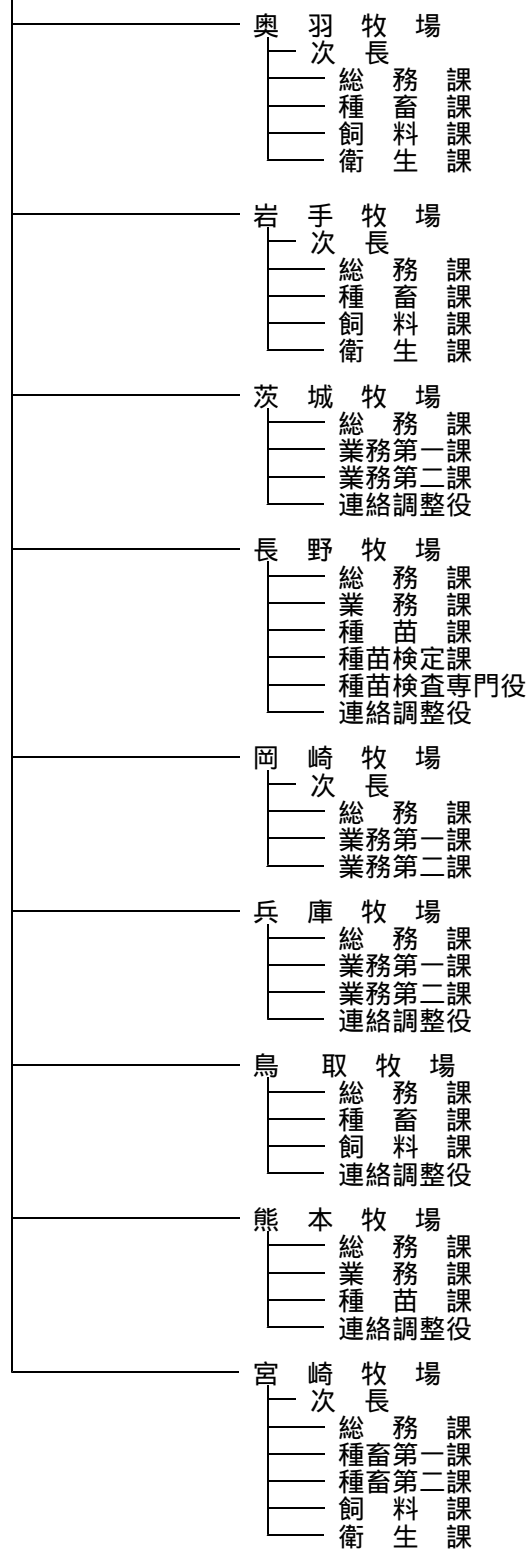 奥羽牧場
次長
総務課
種畜課
飼料課
衛生課
岩手牧場
次長
総務課
種畜課
飼料課
衛生課
茨城牧場
総務課
業務第一課
業務第二課
連絡調整役
長野牧場
総務課
業務課
種苗課
種苗検定課
種苗検査専門役
連絡調整役
岡崎牧場
次長
総務課
業務第一課
業務第二課
兵庫牧場
総務課
業務第一課
業務第二課
連絡調整役
鳥取牧場
総務課
種畜課
飼料課
連絡調整役
熊本牧場
総務課
業務課
種苗課
連絡調整役
宮崎牧場
次長
総務課
種畜第一課
種畜第二課
飼料課
衛生課